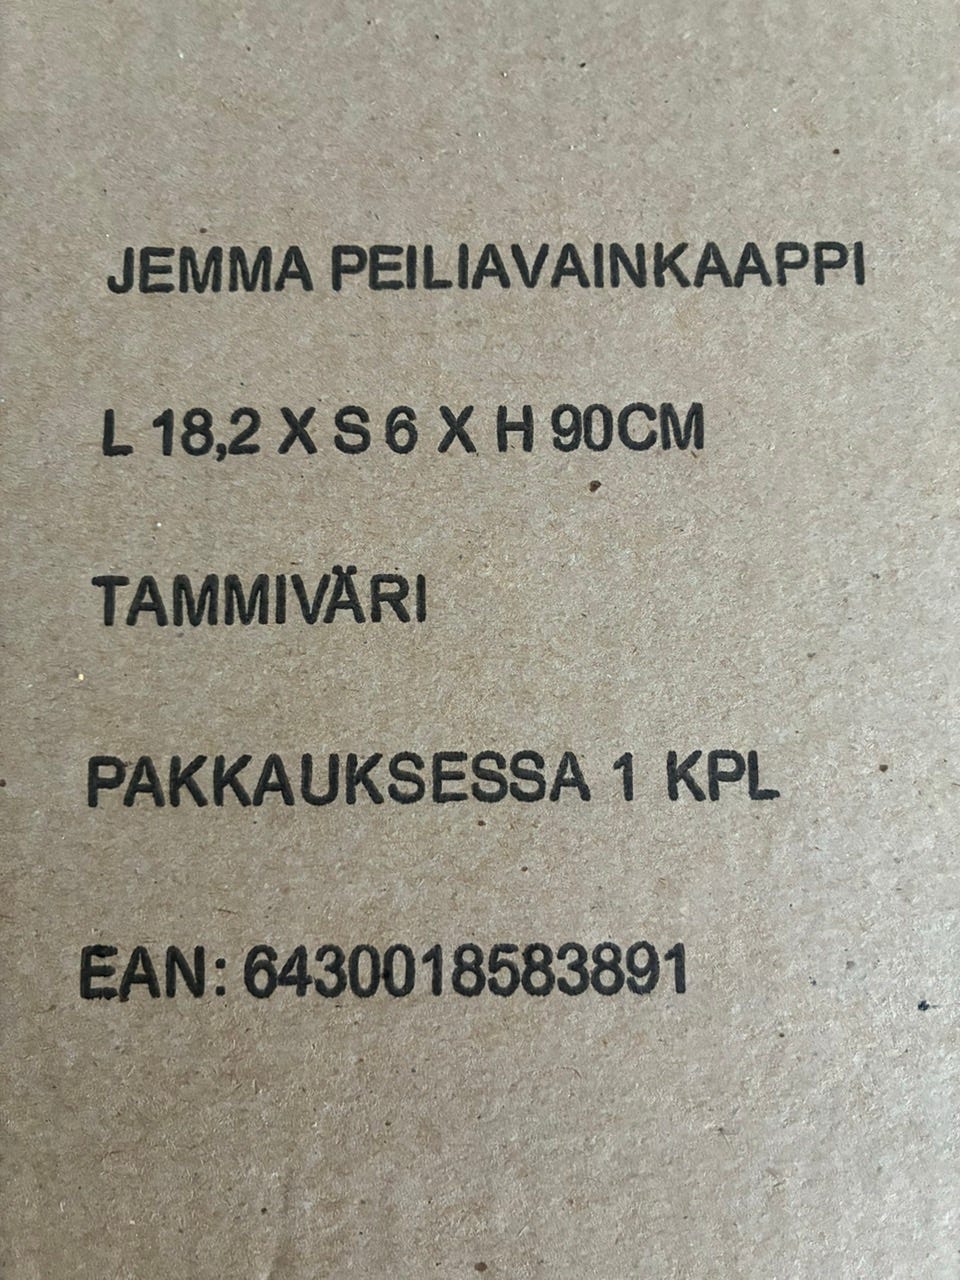 JEMMA PEILIAVAINKAAPPI
L 18,2 X S 6 X H 90CM
TAMMIVÄRI
PAKKAUKSESSA 1 KPL
EAN: 6430018583891